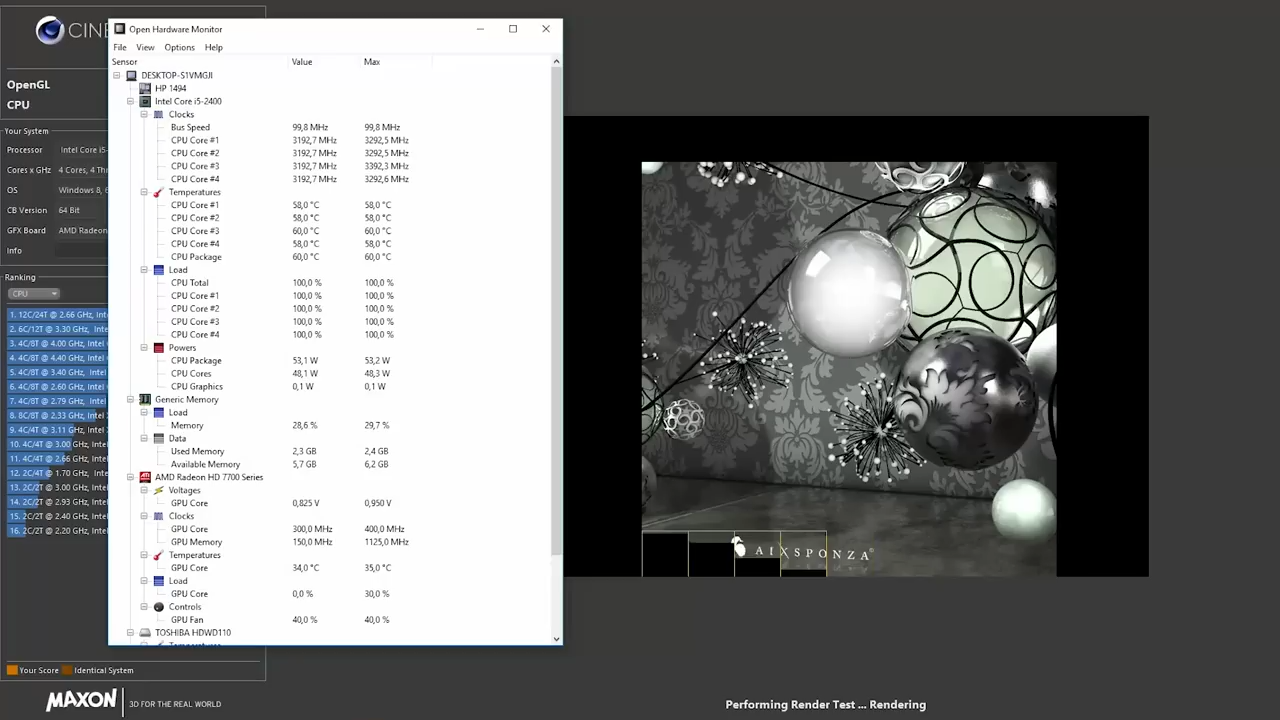 CINE
Open Hardware Monitor
File View Options Help
Sensor Value Max
DESKTOP-S1VMGJI
HP 1494
Intel Core i5-2400
Clocks
Bus Speed 99,8 MHz 99,8 MHz
CPU Core #1 3192,7 MHz 3292,5 MHz
CPU Core #2 3192,7 MHz 3292,5 MHz
CPU Core #3 3192,7 MHz 3392,3 MHz
CPU Core #4 3192,7 MHz 3292,6 MHz
Temperatures
CPU Core #1 58,0 °C 58,0 °C
CPU Core #2 58,0 °C 58,0 °C
CPU Core #3 60,0 °C 60,0 °C
CPU Core #4 58,0 °C 58,0 °C
CPU Package 60,0 °C 60,0 °C
Load
CPU Total 100,0 % 100,0 %
CPU Core #1 100,0 % 100,0 %
CPU Core #2 100,0 % 100,0 %
CPU Core #3 100,0 % 100,0 %
CPU Core #4 100,0 % 100,0 %
Powers
CPU Package 53,1 W 53,2 W
CPU Cores 48,1 W 48,3 W
CPU Graphics 0,1 W 0,1 W
Generic Memory
Load
Memory 28,6 % 29,7 %
Data
Used Memory 2,3 GB 2,4 GB
Available Memory 5,7 GB 6,2 GB
AMD Radeon HD 7700 Series
Voltages
GPU Core 0,825 V 0,950 V
Clocks
GPU Core 300,0 MHz 400,0 MHz
GPU Memory 150,0 MHz 1125,0 MHz
Temperatures
GPU Core 34,0 °C 35,0 °C
Load
GPU Core 0,0 % 30,0 %
Controls
GPU Fan 40,0 % 40,0 %
TOSHIBA HDWD110
Temperatures
OpenGL
CPU
Your System
Processor Intel Core i5-
Cores x GHz 4 Cores, 4 Thr
OS Windows 8, 6
CB Version 64 Bit
GFX Board AMD Radeon
Info
Ranking
CPU
1. 12C/24T @ 2.66 GHz, Intel
2. 6C/12T @ 3.30 GHz, Intel
3. 4C/8T @ 4.00 GHz, Intel
4. 4C/8T @ 4.40 GHz, Intel
5. 4C/8T @ 3.40 GHz, Intel
6. 4C/8T @ 2.60 GHz, Intel
7. 4C/8T @ 2.79 GHz, Intel
8. 8C/8T @ 2.33 GHz, Intel
9. 4C/4T @ 3.11 GHz, Intel
10. 4C/4T @ 3.00 GHz, Intel
11. 4C/4T @ 2.66 GHz, Intel
12. 2C/4T @ 1.70 GHz, Intel
13. 2C/2T @ 3.00 GHz, Intel
14. 2C/2T @ 2.93 GHz, Intel
15. 2C/2T @ 2.40 GHz, Intel
16. 2C/2T @ 2.20 GHz, Intel
Your Score Identical System
MAXON 3D FOR THE REAL WORLD
AIXSPONZA®
Performing Render Test ... Rendering